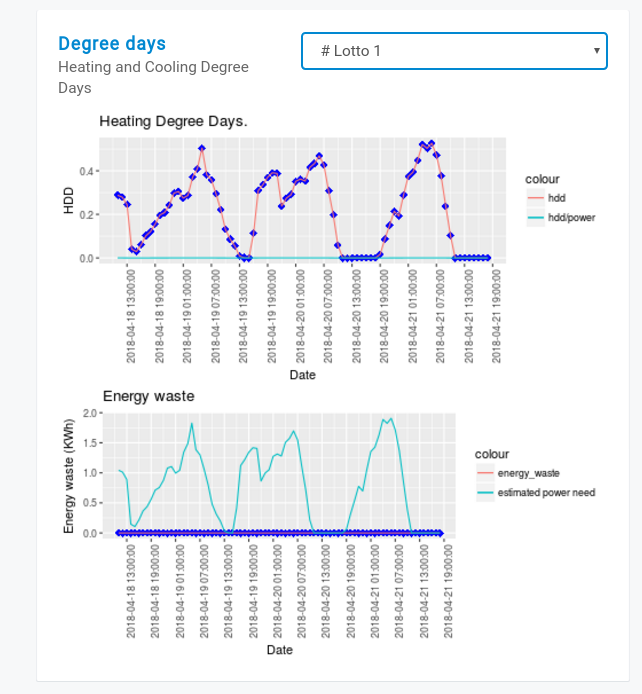 Degree days
Heating and Cooling Degree
Days
# Lotto 1
Heating Degree Days.
HDD
0.4
0.2
0.0
2018-04-18 13:00:00
2018-04-18 19:00:00
2018-04-19 01:00:00
2018-04-19 07:00:00
2018-04-19 13:00:00
2018-04-19 19:00:00
2018-04-20 01:00:00
2018-04-20 07:00:00
2018-04-20 13:00:00
2018-04-20 19:00:00
2018-04-21 01:00:00
2018-04-21 07:00:00
2018-04-21 13:00:00
2018-04-21 19:00:00
Date
colour
hdd
hdd/power
Energy waste
Energy waste (KWh)
2.0
1.5
1.0
0.5
0.0
2018-04-18 13:00:00
2018-04-18 19:00:00
2018-04-19 01:00:00
2018-04-19 07:00:00
2018-04-19 13:00:00
2018-04-19 19:00:00
2018-04-20 01:00:00
2018-04-20 07:00:00
2018-04-20 13:00:00
2018-04-20 19:00:00
2018-04-21 01:00:00
2018-04-21 07:00:00
2018-04-21 13:00:00
2018-04-21 19:00:00
Date
colour
energy_waste
estimated power need